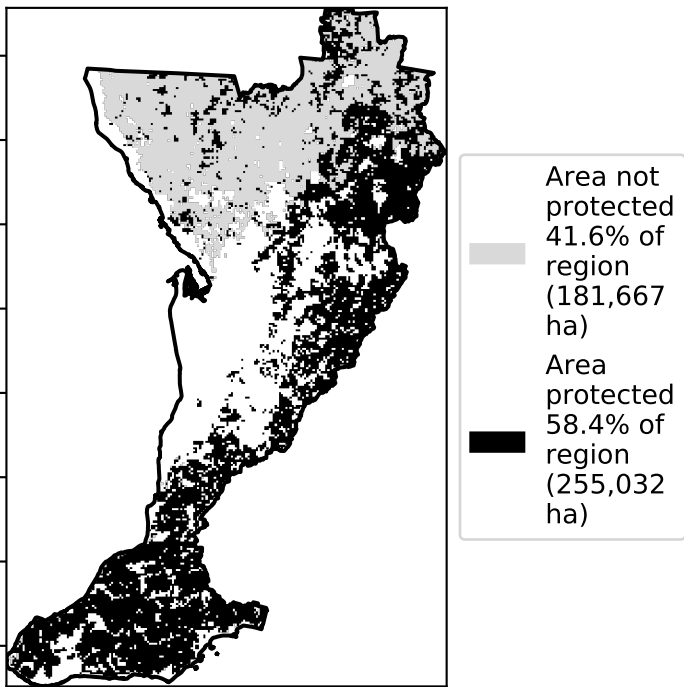 Area not
protected
41.6% of
region
(181,667
ha)
Area
protected
58.4% of
region
(255,032
ha)